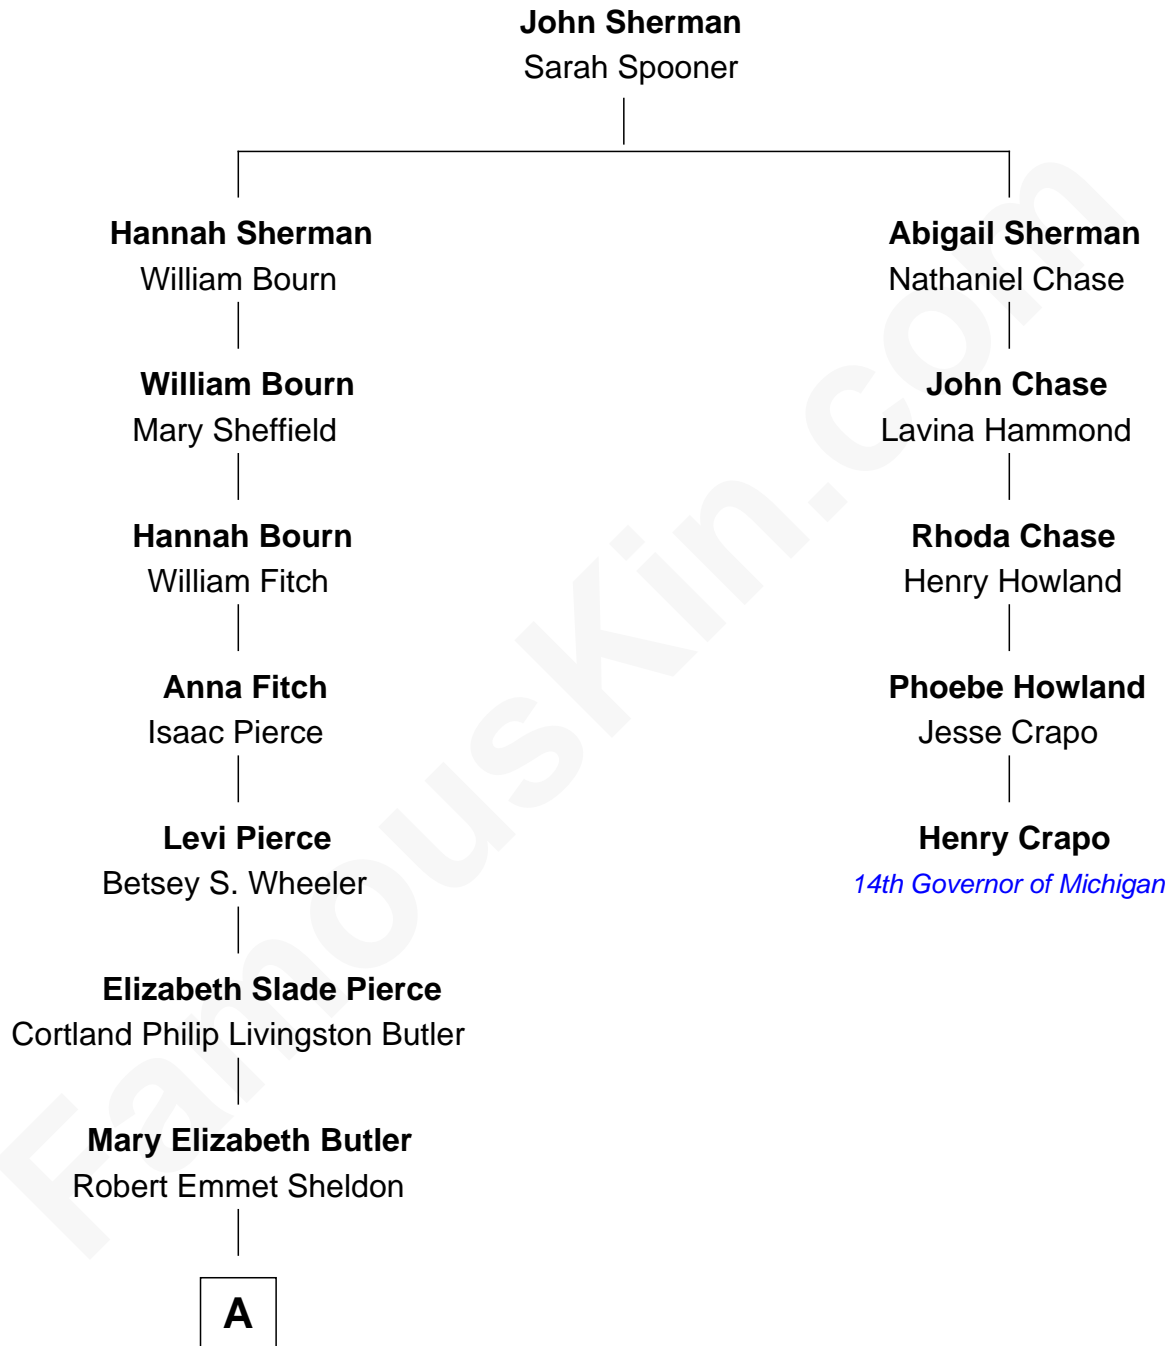 John Sherman
Sarah Spooner
Hannah Sherman
William Bourn
William Bourn
Mary Sheffield
Hannah Bourn
William Fitch
Anna Fitch
Isaac Pierce
Levi Pierce
Betsey S. Wheeler
Elizabeth Slade Pierce
Cortland Philip Livingston Butler
Mary Elizabeth Butler
Robert Emmet Sheldon
A
Abigail Sherman
Nathaniel Chase
John Chase
Lavina Hammond
Rhoda Chase
Henry Howland
Phoebe Howland
Jesse Crapo
Henry Crapo
14th Governor of Michigan
FamousKin.com